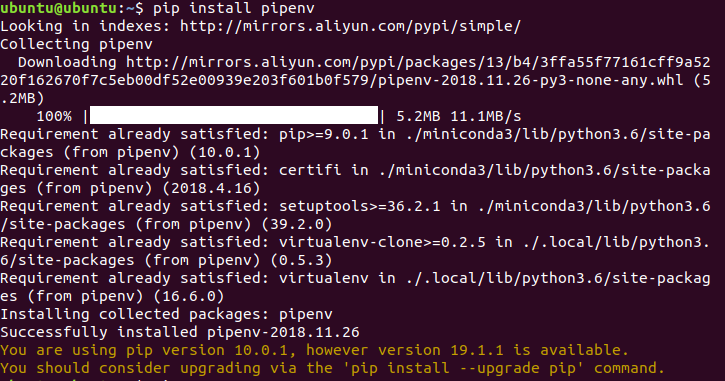 ubuntu@ubuntu:~$ pip install pipenv
Looking in indexes: http://mirrors.aliyun.com/pypi/simple/
Collecting pipenv
  Downloading http://mirrors.aliyun.com/pypi/packages/13/b4/3ffa55f77161cff9a52
20f162670f7c5eb00df52e00939e203f601b0f579/pipenv-2018.11.26-py3-none-any.whl (5
.2MB)
    100% |                                | 5.2MB 11.1MB/s
Requirement already satisfied: pip>=9.0.1 in ./miniconda3/lib/python3.6/site-pa
ckages (from pipenv) (10.0.1)
Requirement already satisfied: certifi in ./miniconda3/lib/python3.6/site-packa
ges (from pipenv) (2018.4.16)
Requirement already satisfied: setuptools>=36.2.1 in ./miniconda3/lib/python3.6
/site-packages (from pipenv) (39.2.0)
Requirement already satisfied: virtualenv-clone>=0.2.5 in ./.local/lib/python3.
6/site-packages (from pipenv) (0.5.3)
Requirement already satisfied: virtualenv in ./.local/lib/python3.6/site-packag
es (from pipenv) (16.6.0)
Installing collected packages: pipenv
Successfully installed pipenv-2018.11.26
You are using pip version 10.0.1, however version 19.1.1 is available.
You should consider upgrading via the 'pip install --upgrade pip' command.